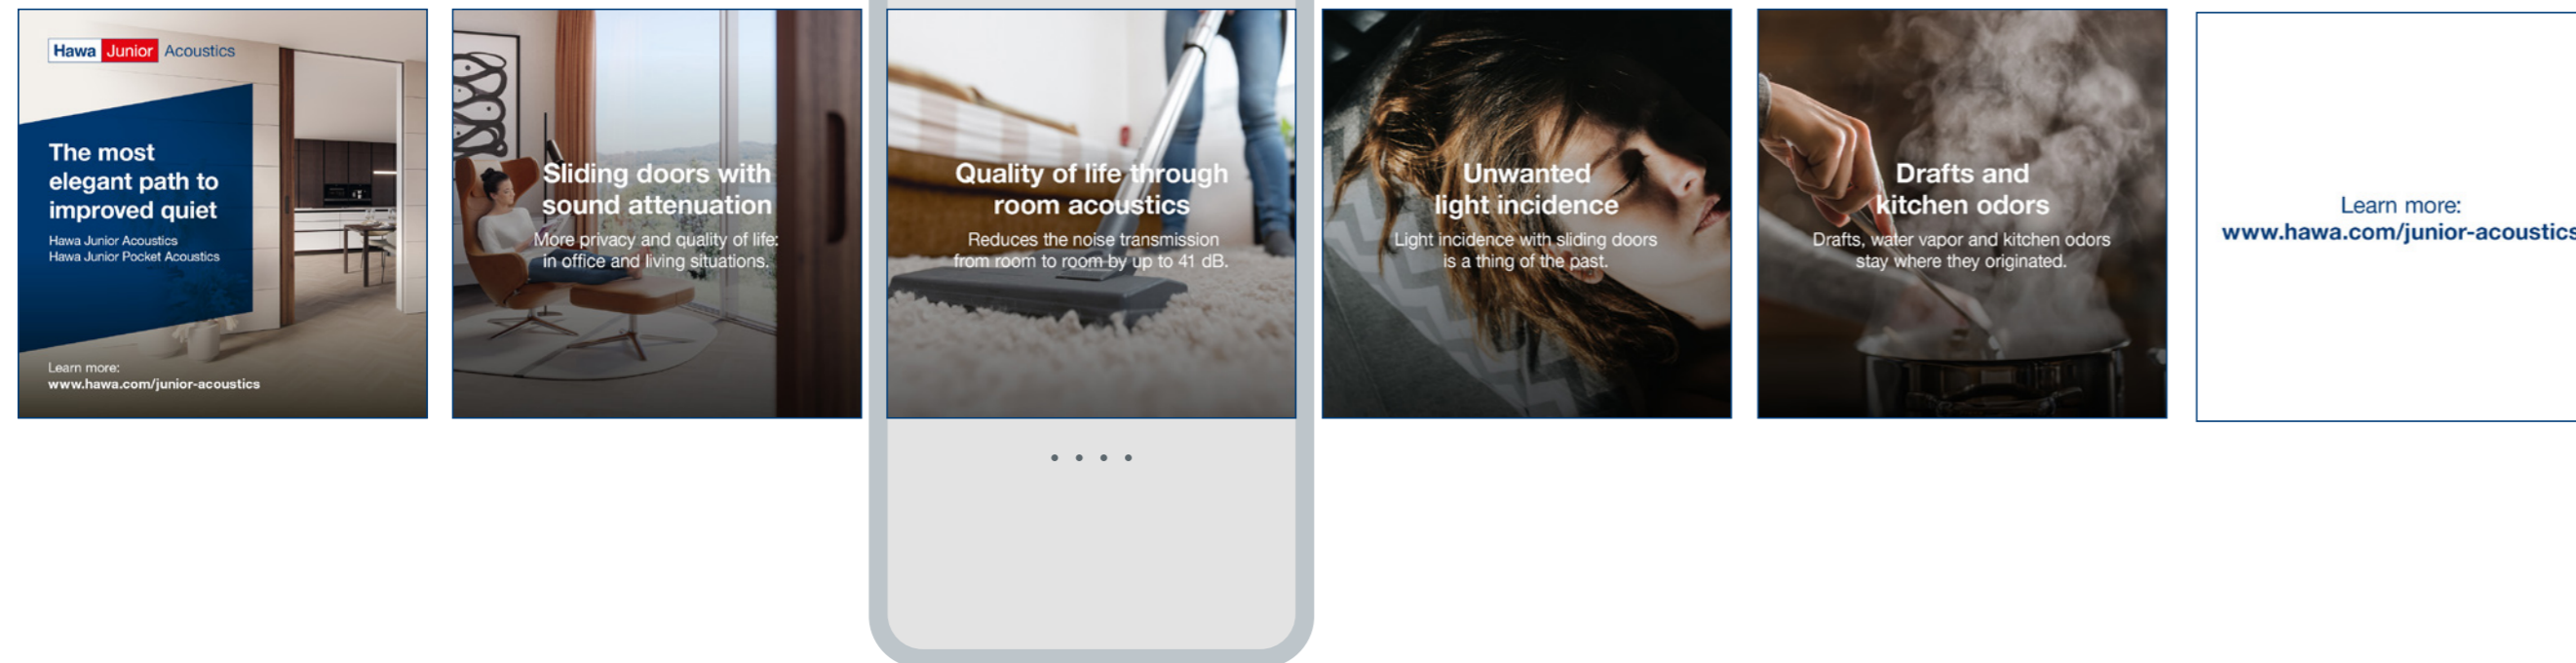 Hawa Junior Acoustics
The most
elegant path to
improved quiet
Hawa Junior Acoustics
Hawa Junior Pocket Acoustics
Learn more:
www.hawa.com/junior-acoustics
Sliding doors with
sound attenuation
More privacy and quality of life:
in office and living situations.
Quality of life through
room acoustics
Reduces the noise transmission
from room to room by up to 41 dB.
Unwanted
light incidence
Light incidence with sliding doors
is a thing of the past.
Drafts and
kitchen odors
Drafts, water vapor and kitchen odors
stay where they originated.
Learn more:
www.hawa.com/junior-acoustics